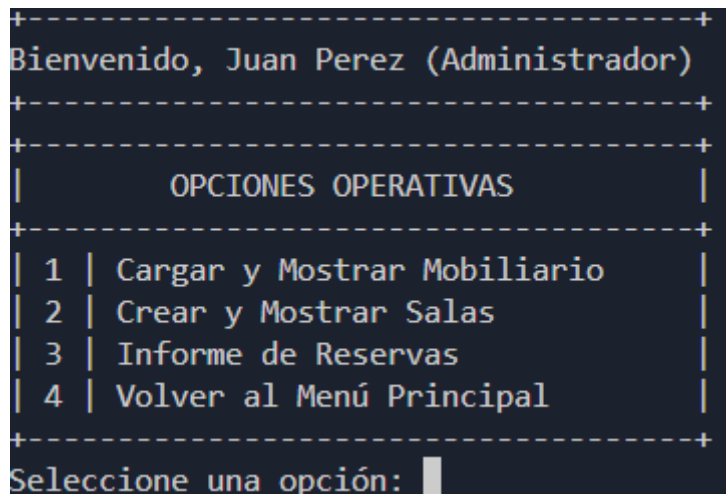 +-----------------------------------+
Bienvenido, Juan Perez (Administrador)
+-----------------------------------+
+-----------------------------------+
|        OPCIONES OPERATIVAS        |
+-----------------------------------+
| 1 | Cargar y Mostrar Mobiliario     |
| 2 | Crear y Mostrar Salas           |
| 3 | Informe de Reservas             |
| 4 | Volver al Menú Principal        |
+-----------------------------------+
Seleccione una opción: